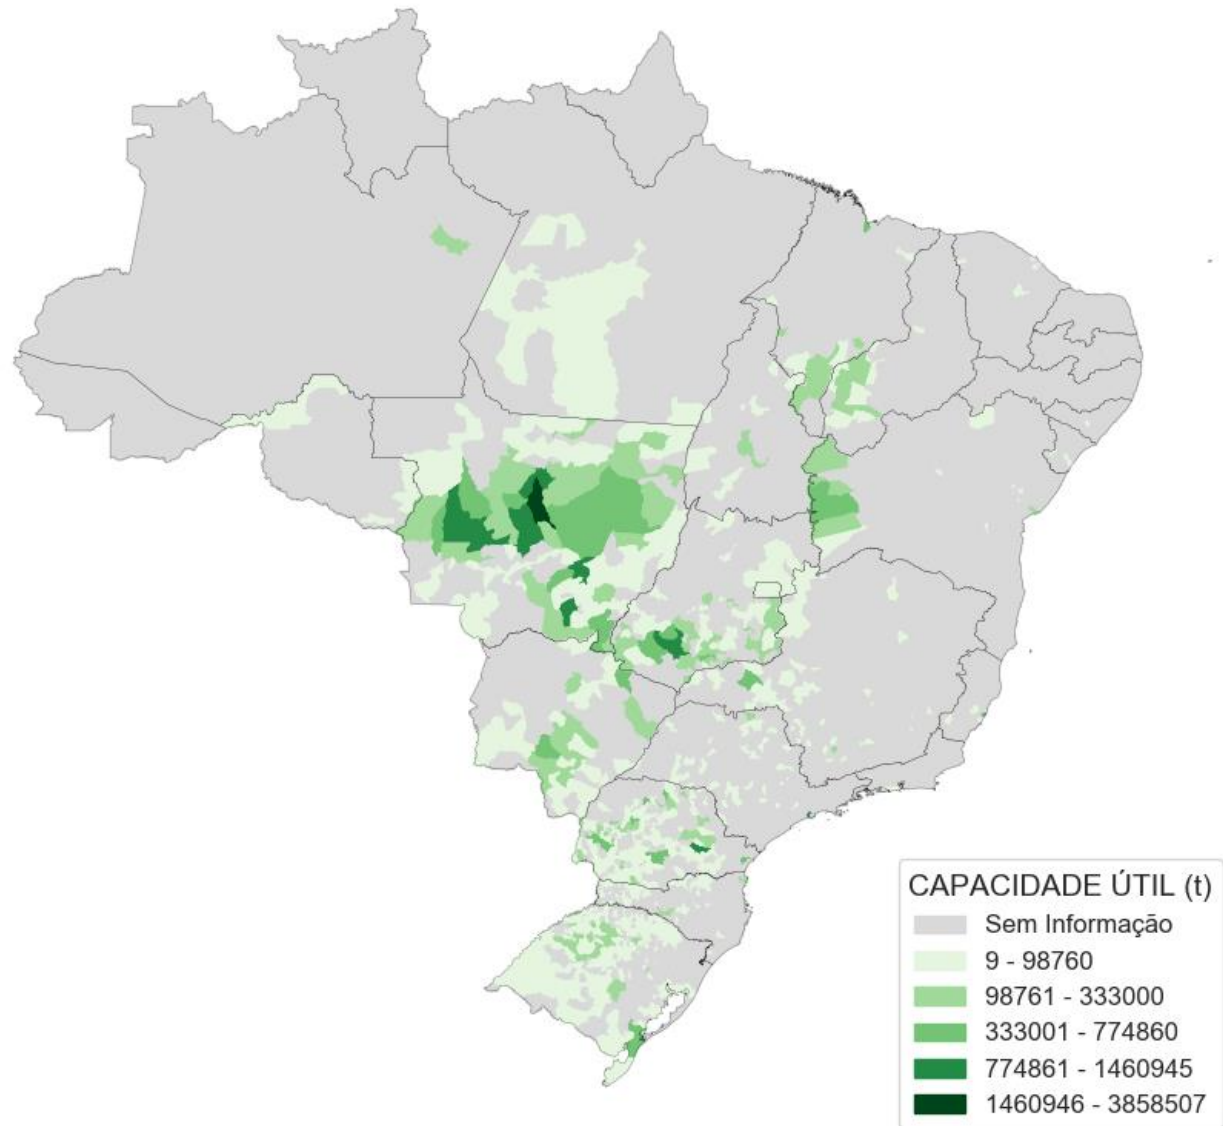 CAPACIDADE ÚTIL (t)
Sem Informação
9 - 98760
98761 - 333000
333001 - 774860
774861 - 1460945
1460946 - 3858507